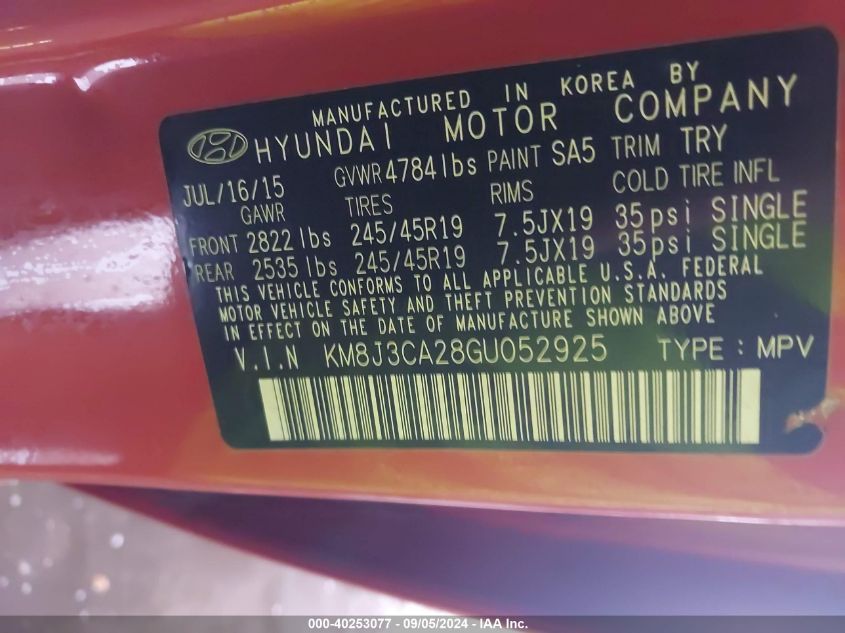 MANUFACTURED IN KOREA BY
HYUNDAI MOTOR COMPANY
JUL/16/15 GVWR 4784 lbs PAINT SA5 TRIM TRY
GAWR TIRES RIMS COLD TIRE INFL
FRONT 2822 lbs 245/45R19 7.5JX19 35psi SINGLE
REAR 2535 lbs 245/45R19 7.5JX19 35psi SINGLE
THIS VEHICLE CONFORMS TO ALL APPLICABLE U.S.A. FEDERAL
MOTOR VEHICLE SAFETY AND THEFT PREVENTION STANDARDS
IN EFFECT ON THE DATE OF MANUFACTURE SHOWN ABOVE
V.I.N KM8J3CA28GU052925 TYPE : MPV
000-40253077 - 09/05/2024 - IAA Inc.